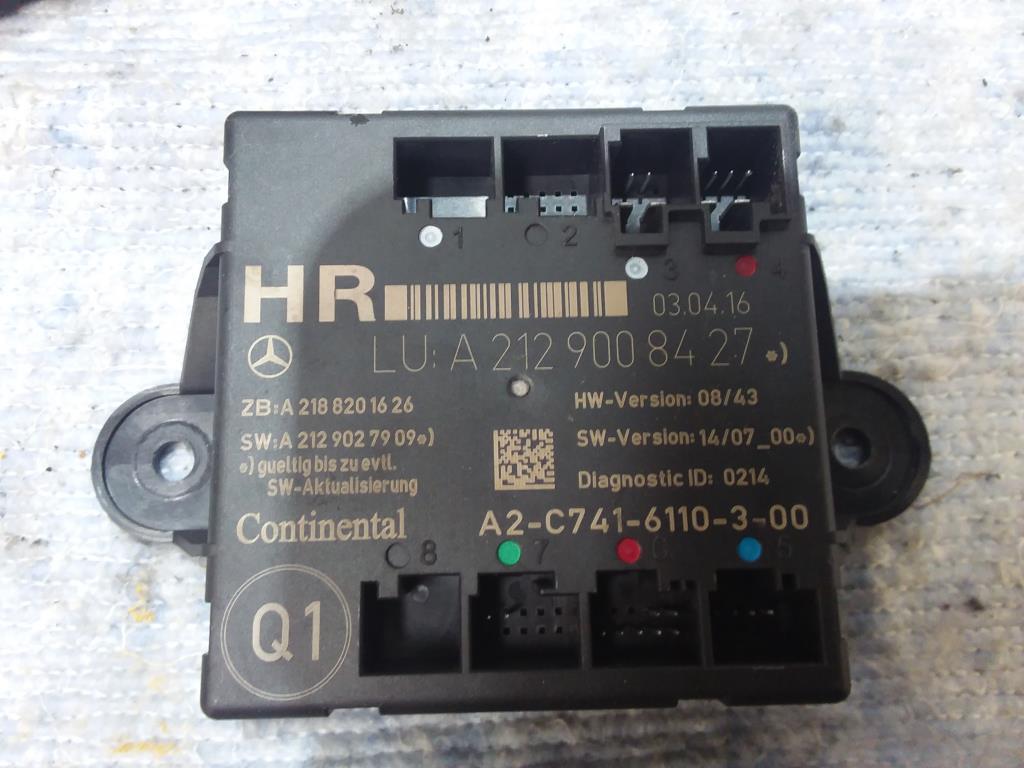 1 2 3 4
HR 03.04.16
LU: A 212 900 84 27 *)
ZB: A 218 820 16 26 HW-Version: 08/43
SW: A 212 902 79 09*) SW-Version: 14/07_00*)
*) gueltig bis zu evtl.
SW-Aktualisierung Diagnostic ID: 0214
Continental A2-C741-6110-3-00
8 7 6 5
Q1